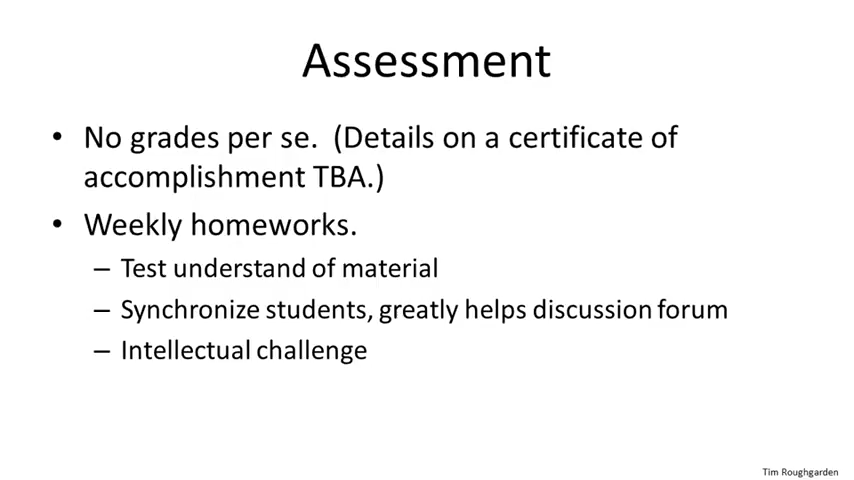 Assessment
• No grades per se. (Details on a certificate of
accomplishment TBA.)
• Weekly homeworks.
– Test understand of material
– Synchronize students, greatly helps discussion forum
– Intellectual challenge
Tim Roughgarden